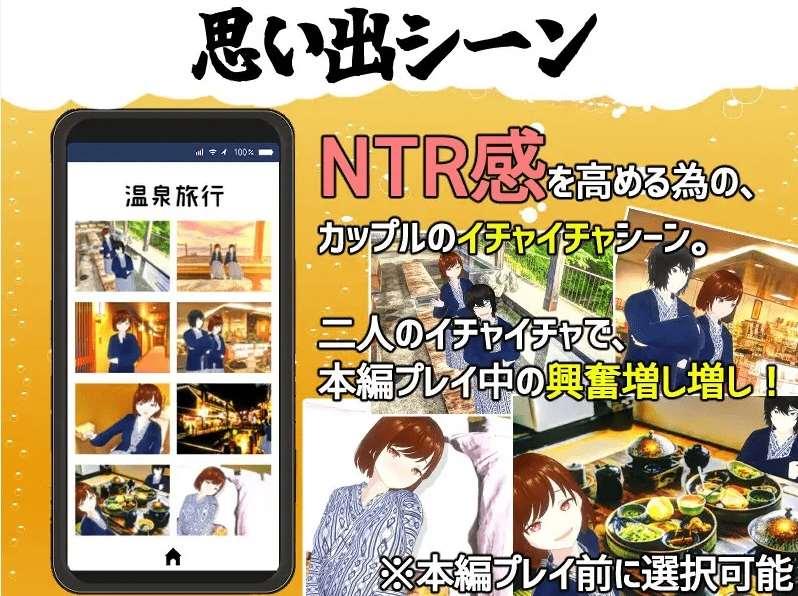 思い出シーン
100%
温泉旅行
NTR感を高める為の、
カップルのイチャイチャシーン。
二人のイチャイチャで、
本編プレイ中の興奮増し増し！
※本編プレイ前に選択可能